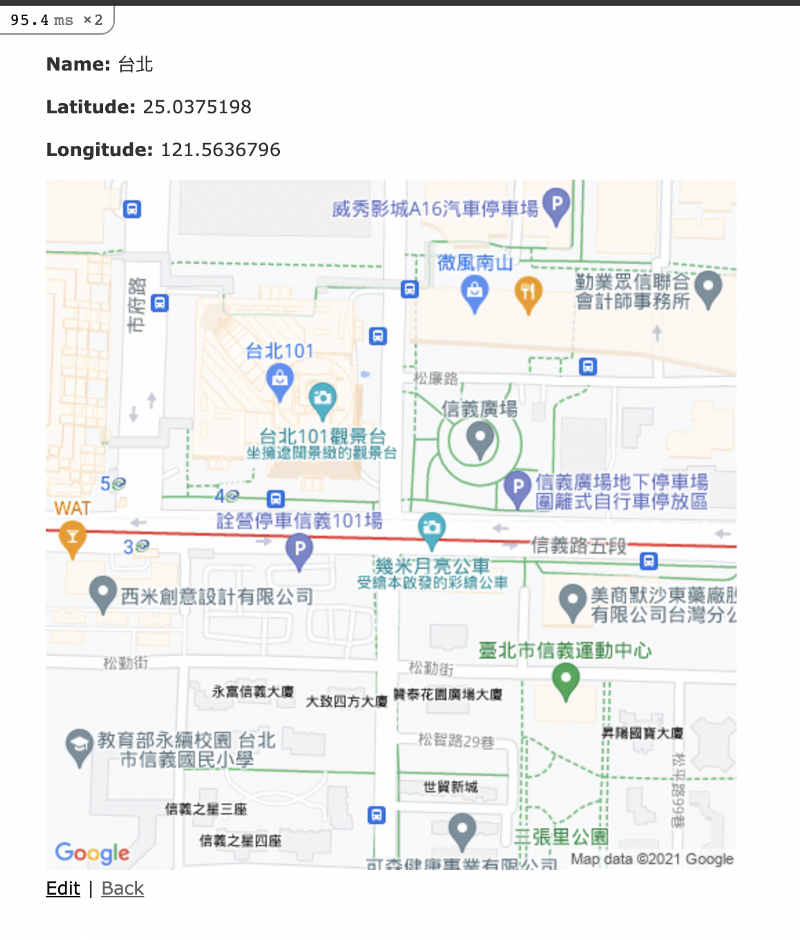 95.4 ms ×2
Name: 台北
Latitude: 25.0375198
Longitude: 121.5636796
威秀影城A16汽車停車場
P
微風南山
勤業眾信聯合
會計師事務所
市府路
台北101
松廉路
信義廣場
台北101觀景台
坐擁遼闊景緻的觀景台
5
4
信義廣場地下停車場
圍離式自行車停放區
P
WAT
詮營停車信義101場
3
P
信義路五段
幾米月亮公車
受繪本啟發的彩繪公車
西米創意設計有限公司
美商默沙東藥廠股
有限公司台灣分公
臺北市信義運動中心
松勤街
松勤街
永富信義大廈
大致四方大廈
贊泰花園廣場大廈
昇陽國寶大廈
教育部永續校園 台北
市信義國民小學
松智路29巷
松平路99巷
世貿新城
信義之星三座
信義之星四座
三張里公園
可森健康事業有限公司
Google
Map data ©2021 Google
Edit | Back